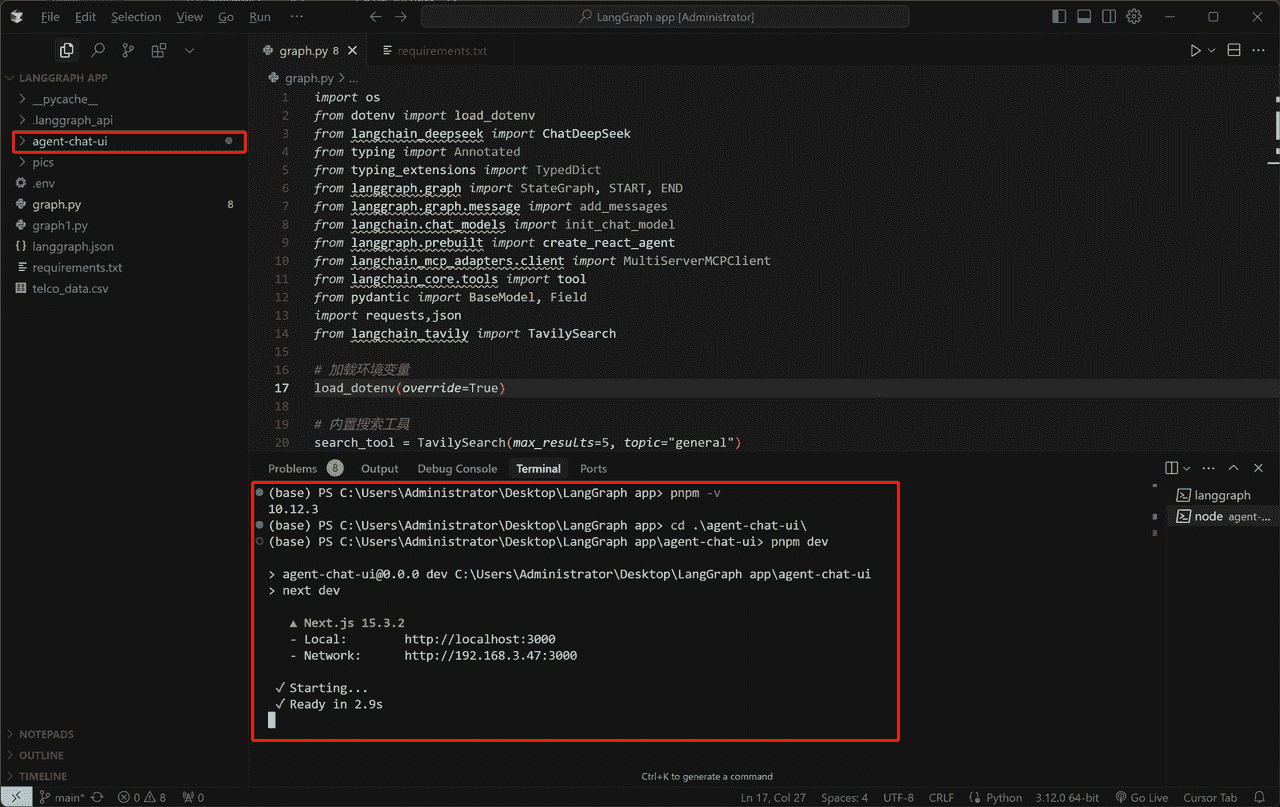 File Edit Selection View Go Run ··· LangGraph app [Administrator]
LANGGRAPH APP
__pycache__
.langgraph_api
agent-chat-ui
pics
.env
graph.py 8
graph1.py
langgraph.json
requirements.txt
telco_data.csv
NOTEPADS
OUTLINE
TIMELINE
graph.py 8 requirements.txt
graph.py > ...
1 import os
2 from dotenv import load_dotenv
3 from langchain_deepseek import ChatDeepSeek
4 from typing import Annotated
5 from typing_extensions import TypedDict
6 from langgraph.graph import StateGraph, START, END
7 from langgraph.graph.message import add_messages
8 from langchain.chat_models import init_chat_model
9 from langgraph.prebuilt import create_react_agent
10 from langchain_mcp_adapters.client import MultiServerMCPClient
11 from langchain_core.tools import tool
12 from pydantic import BaseModel, Field
13 import requests,json
14 from langchain_tavily import TavilySearch
15
16 # 加载环境变量
17 load_dotenv(override=True)
18
19 # 内置搜索工具
20 search_tool = TavilySearch(max_results=5, topic="general")
Problems 8 Output Debug Console Terminal Ports
(base) PS C:\Users\Administrator\Desktop\LangGraph app> pnpm -v
10.12.3
(base) PS C:\Users\Administrator\Desktop\LangGraph app> cd .\agent-chat-ui\
(base) PS C:\Users\Administrator\Desktop\LangGraph app\agent-chat-ui> pnpm dev
> agent-chat-ui@0.0.0 dev C:\Users\Administrator\Desktop\LangGraph app\agent-chat-ui
> next dev
▲ Next.js 15.3.2
- Local: http://localhost:3000
- Network: http://192.168.3.47:3000
✓ Starting...
✓ Ready in 2.9s
langgraph
node agent-...
Ctrl+K to generate a command
main* 0 8 0 Ln 17, Col 27 Spaces: 4 UTF-8 CRLF Python 3.12.0 64-bit Go Live Cursor Tab